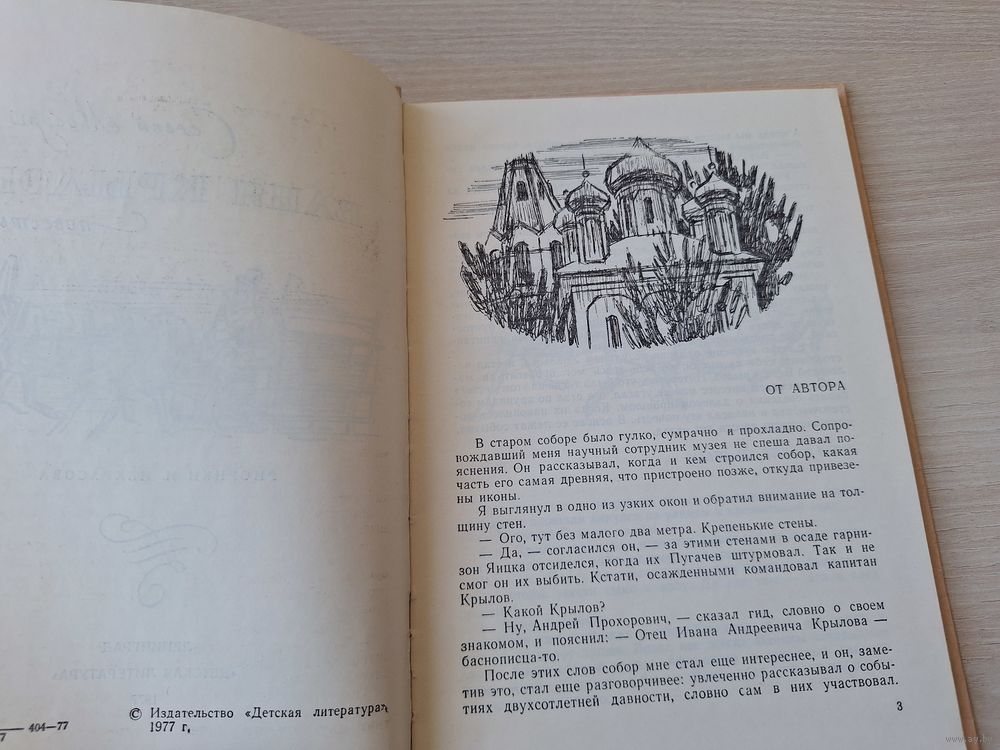 404—77
7
© Издательство «Детская литература»,
1977 г.
ОТ АВТОРА
В старом соборе было гулко, сумрачно и прохладно. Сопро-
вождавший меня научный сотрудник музея не спеша давал по-
яснения. Он рассказывал, когда и кем строился собор, какая
часть его самая древняя, что пристроено позже, откуда привезе-
ны иконы.
Я выглянул в одно из узких окон и обратил внимание на тол-
щину стен.
— Ого, тут без малого два метра. Крепенькие стены.
— Да, — согласился он, — за этими стенами в осаде гарни-
зон Яицка отсиделся, когда их Пугачев штурмовал. Так и не
смог он их выбить. Кстати, осажденными командовал капитан
Крылов.
— Какой Крылов?
— Ну, Андрей Прохорович, — сказал гид, словно о своем
знакомом, и пояснил: — Отец Ивана Андреевича Крылова —
баснописца-то.
После этих слов собор мне стал еще интереснее, и он, заме-
тив это, стал еще разговорчивее: увлеченно рассказывал о собы-
тиях двухсотлетней давности, словно сам в них участвовал.
3
www.ay.by